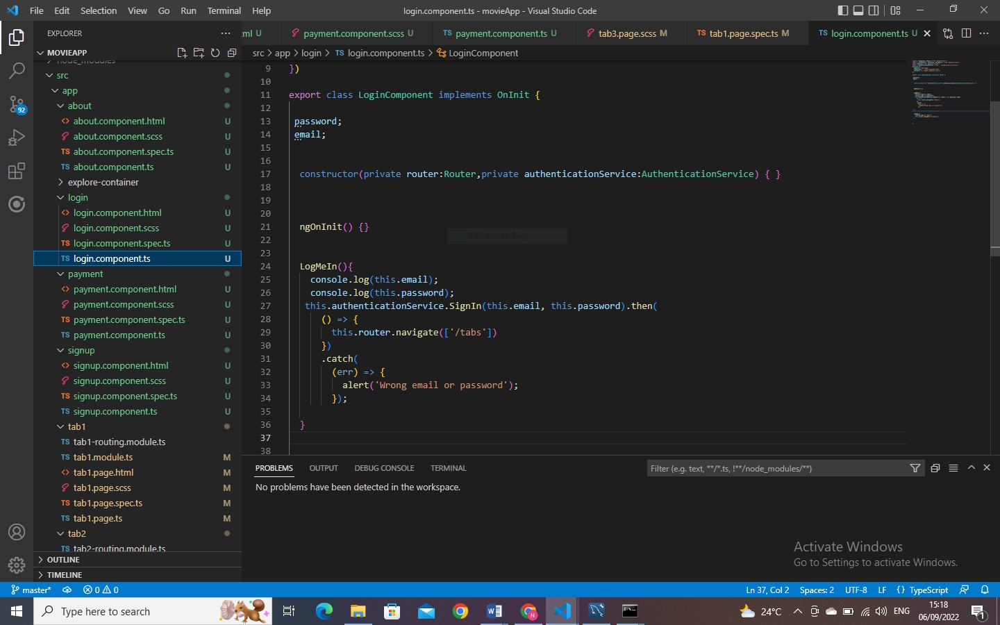 File Edit Selection View Go Run Terminal Help
login.component.ts - movieApp - Visual Studio Code
EXPLORER
MOVIEAPP
node_modules
src
app
about
about.component.html U
about.component.scss U
about.component.spec.ts U
about.component.ts U
explore-container
login
login.component.html U
login.component.scss U
login.component.spec.ts U
login.component.ts U
payment
payment.component.html U
payment.component.scss U
payment.component.spec.ts U
payment.component.ts U
signup
signup.component.html U
signup.component.scss U
signup.component.spec.ts U
signup.component.ts U
tab1
tab1-routing.module.ts
tab1.module.ts M
tab1.page.html M
tab1.page.scss M
tab1.page.spec.ts M
tab1.page.ts M
tab2
tab2-routing.module.ts
OUTLINE
TIMELINE
92
ml U payment.component.scss U TS payment.component.ts U tab3.page.scss M TS tab1.page.spec.ts M TS login.component.ts U
src > app > login > TS login.component.ts > LoginComponent
9 })
10
11 export class LoginComponent implements OnInit {
12
13 password;
14 email;
15
16
17 constructor(private router:Router,private authenticationService:AuthenticationService) { }
18
19
20
21 ngOnInit() {}
22
23
24 LogMeIn(){
25 console.log(this.email);
26 console.log(this.password);
27 this.authenticationService.SignIn(this.email, this.password).then(
28 () => {
29 this.router.navigate(['/tabs'])
30 })
31 .catch(
32 (err) => {
33 alert('Wrong email or password');
34 });
35
36 }
37
38
PROBLEMS OUTPUT DEBUG CONSOLE TERMINAL
Filter (e.g. text, **/*.ts, !**/node_modules/**)
No problems have been detected in the workspace.
Activate Windows
Go to Settings to activate Windows.
master* 0 0
Ln 37, Col 2 Spaces: 2 UTF-8 LF {} TypeScript
Type here to search
24°C ENG
15:18
06/09/2022
1